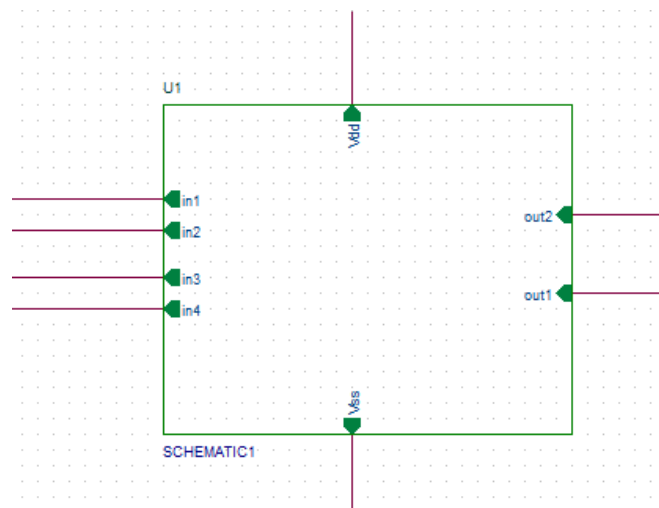 U1
Vdd
in1
in2
out2
in3
out1
in4
Vss
SCHEMATIC1